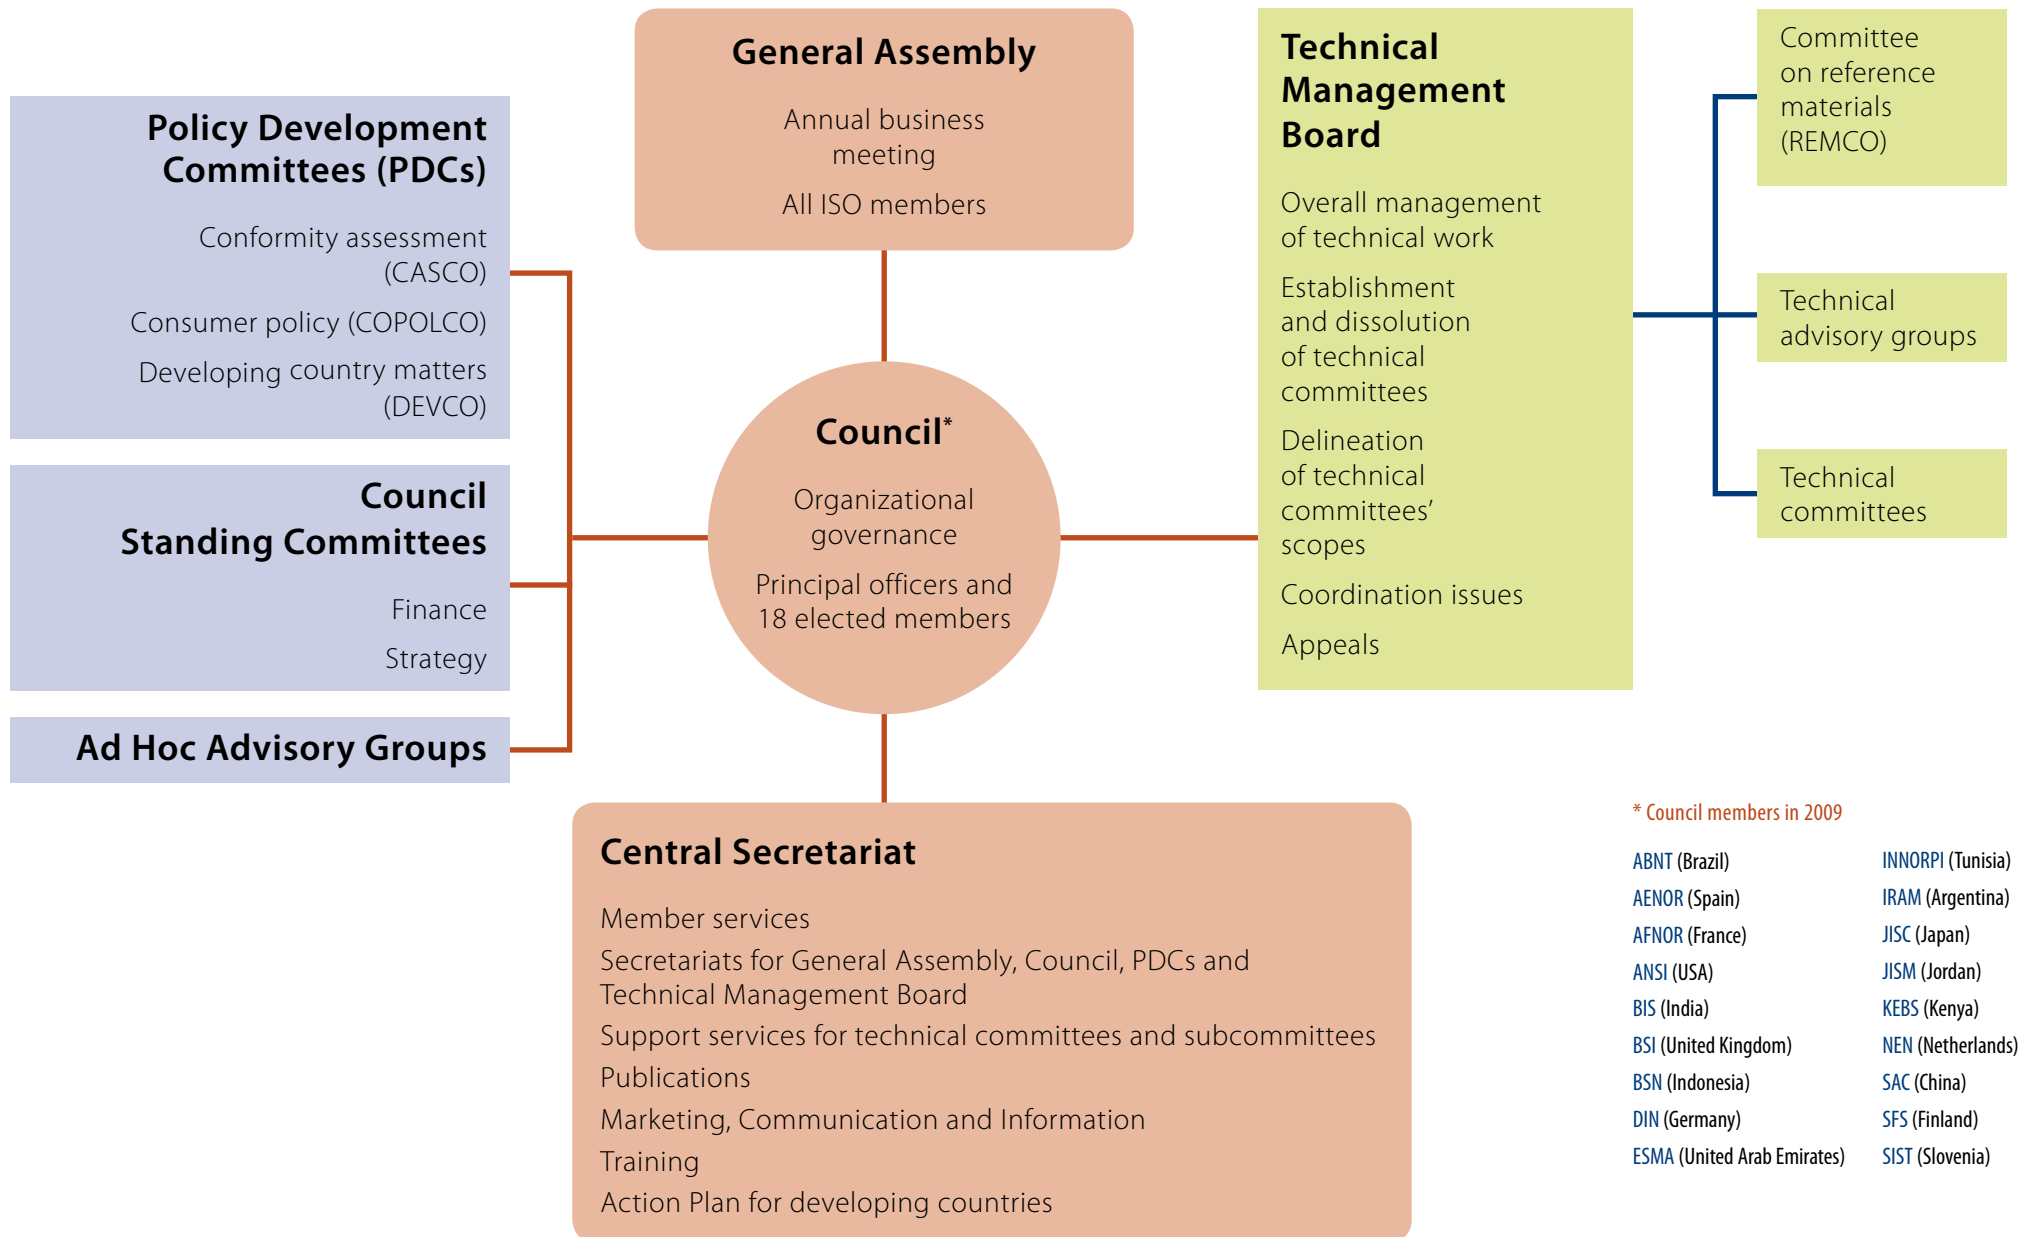 General Assembly
Annual business
meeting
All ISO members
Policy Development
Committees (PDCs)
Conformity assessment
(CASCO)
Consumer policy (COPOLCO)
Developing country matters
(DEVCO)
Council
Standing Committees
Finance
Strategy
Ad Hoc Advisory Groups
Council*
Organizational
governance
Principal officers and
18 elected members
Technical
Management
Board
Overall management
of technical work
Establishment
and dissolution
of technical
committees
Delineation
of technical
committees’
scopes
Coordination issues
Appeals
Committee
on reference
materials
(REMCO)
Technical
advisory groups
Technical
committees
Central Secretariat
Member services
Secretariats for General Assembly, Council, PDCs and
Technical Management Board
Support services for technical committees and subcommittees
Publications
Marketing, Communication and Information
Training
Action Plan for developing countries
* Council members in 2009
ABNT (Brazil)
AENOR (Spain)
AFNOR (France)
ANSI (USA)
BIS (India)
BSI (United Kingdom)
BSN (Indonesia)
DIN (Germany)
ESMA (United Arab Emirates)
INNORPI (Tunisia)
IRAM (Argentina)
JISC (Japan)
JISM (Jordan)
KEBS (Kenya)
NEN (Netherlands)
SAC (China)
SFS (Finland)
SIST (Slovenia)